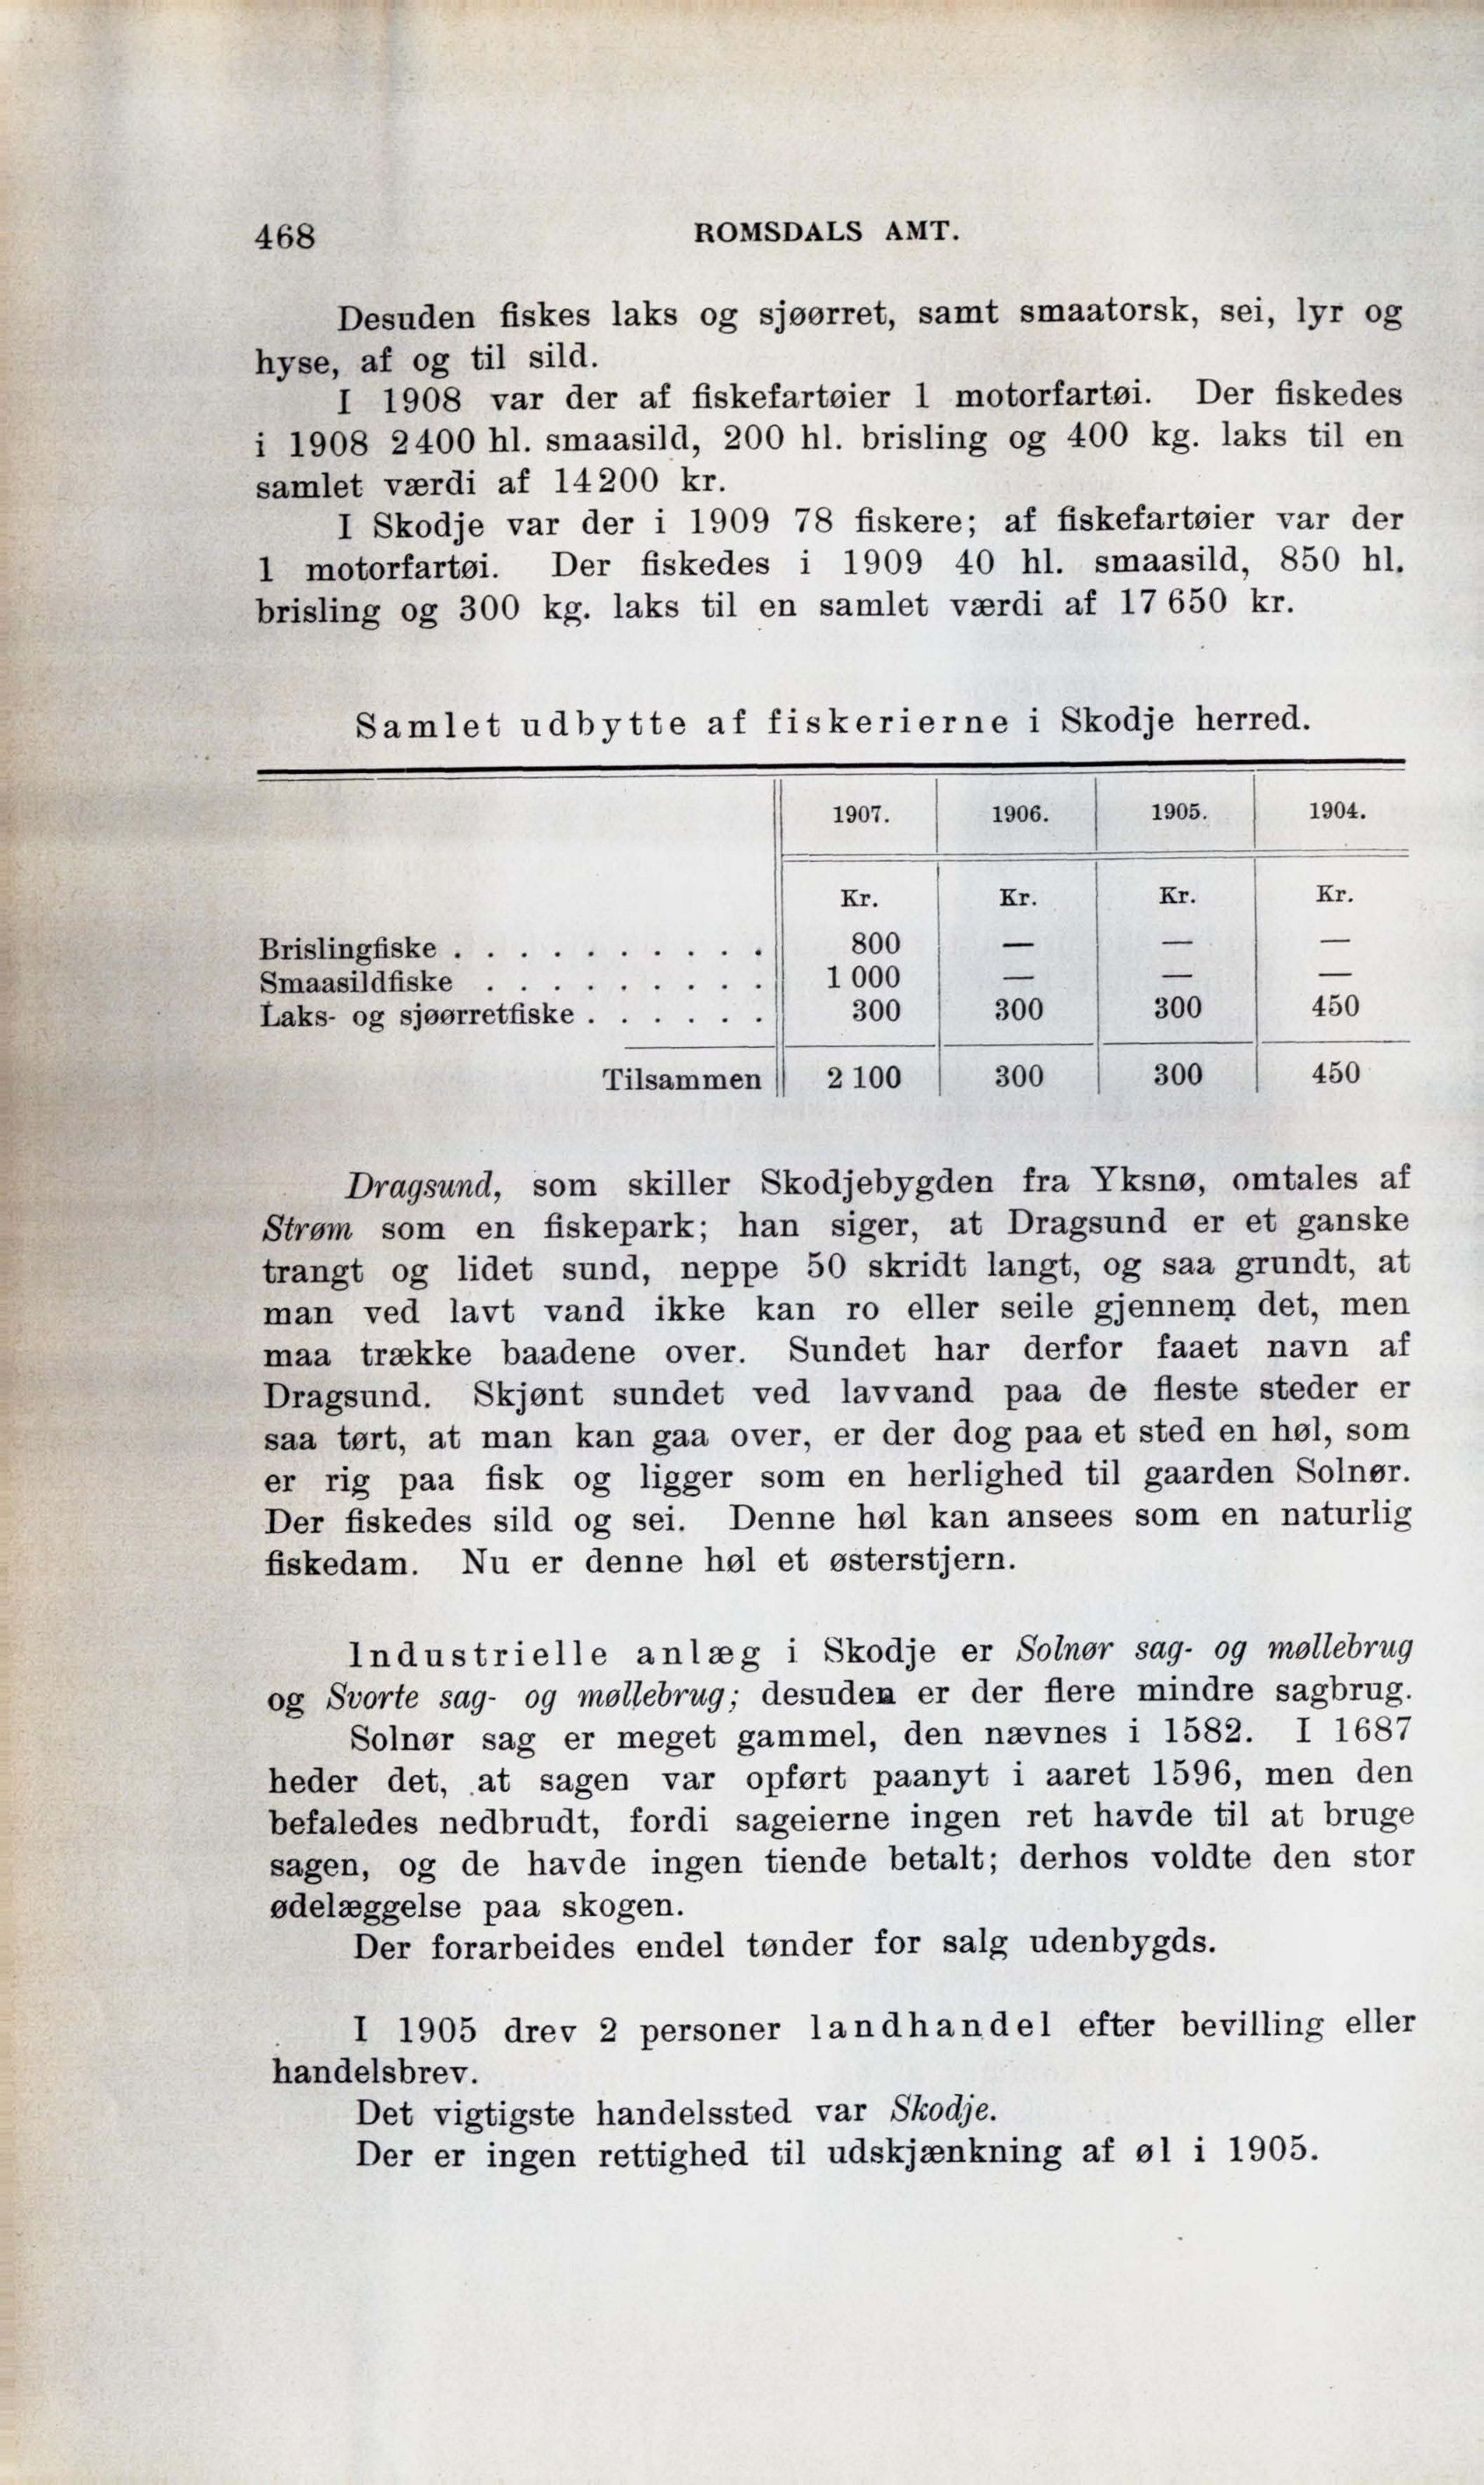 468 ROMSDALS AMT.
Desuden fiskes laks og sjøørret, samt smaatorsk, sei, lyr og
hyse, af og til sild.
I 1908 var der af fiskefartøier 1 motorfartøi. Der fiskedes
i 1908 2400 hl. smaasild, 200 hl. brisling og 400 kg. laks til en
samlet værdi af 14200 kr.
I Skodje var der i 1909 78 fiskere; af fiskefartøier var der
1 motorfartøi. Der fiskedes i 1909 40 hl. smaasild, 850 hl.
brisling og 300 kg. laks til en samlet værdi af 17 650 kr.
Samlet udbytte af fiskerierne i Skodje herred.
1907. 1906. 1905. 1904.
Kr. Kr. Kr. Kr.
Brislingfiske . . . . . . . . . . 800 — — —
Smaasildfiske . . . . . . . . . 1 000 — — —
Laks- og sjøørretfiske . . . . . . 300 300 300 450
Tilsammen 2 100 300 300 450
Dragsund, som skiller Skodjebygden fra Yksnø, omtales af
Strøm som en fiskepark; han siger, at Dragsund er et ganske
trangt og lidet sund, neppe 50 skridt langt, og saa grundt, at
man ved lavt vand ikke kan ro eller seile gjennem det, men
maa trække baadene over. Sundet har derfor faaet navn af
Dragsund. Skjønt sundet ved lavvand paa de fleste steder er
saa tørt, at man kan gaa over, er der dog paa et sted en høl, som
er rig paa fisk og ligger som en herlighed til gaarden Solnør.
Der fiskedes sild og sei. Denne høl kan ansees som en naturlig
fiskedam. Nu er denne høl et østerstjern.
Industrielle anlæg i Skodje er Solnør sag- og møllebrug
og Svorte sag- og møllebrug; desuden er der flere mindre sagbrug.
Solnør sag er meget gammel, den nævnes i 1582. I 1687
heder det, at sagen var opført paanyt i aaret 1596, men den
befaledes nedbrudt, fordi sageierne ingen ret havde til at bruge
sagen, og de havde ingen tiende betalt; derhos voldte den stor
ødelæggelse paa skogen.
Der forarbeides endel tønder for salg udenbygds.
I 1905 drev 2 personer landhandel efter bevilling eller
handelsbrev.
Det vigtigste handelssted var Skodje.
Der er ingen rettighed til udskjænkning af øl i 1905.